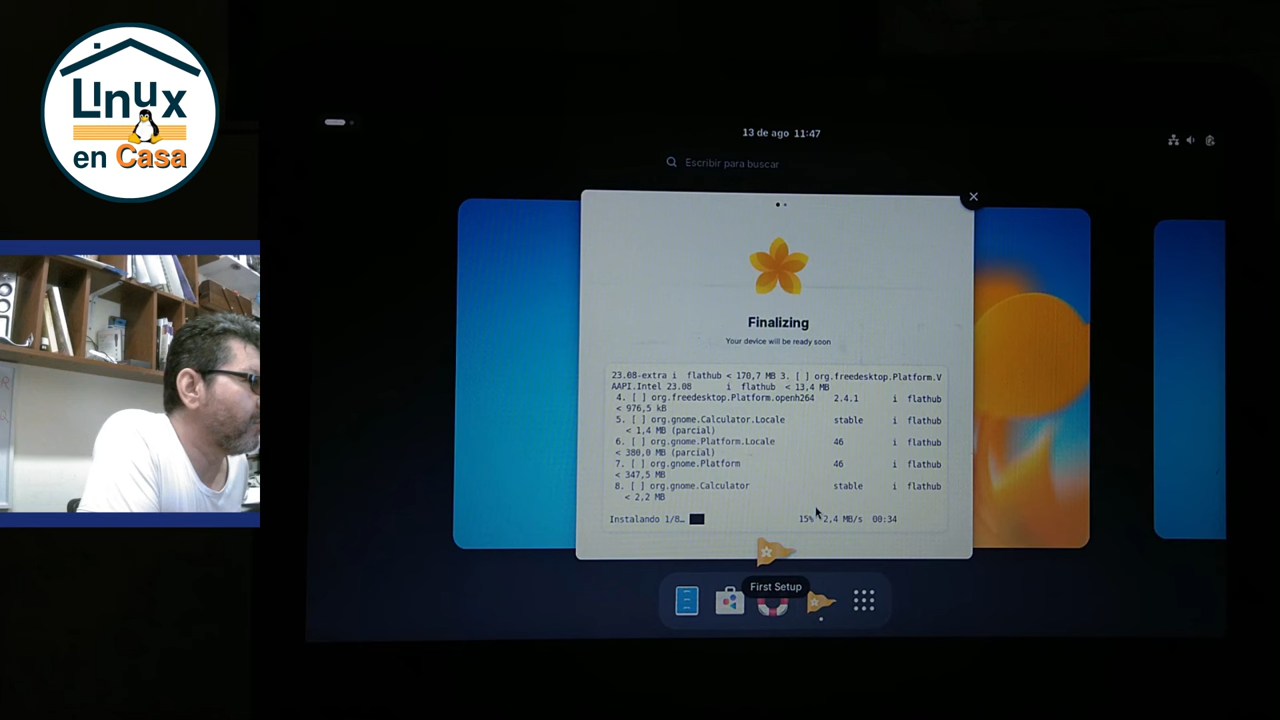 Linux
en Casa
13 de ago 11:47
Escribir para buscar
Finalizing
Your device will be ready soon
23.08-extra i flathub < 170,7 MB 3. [ ] org.freedesktop.Platform.V
AAPI.Intel 23.08 i flathub < 13,4 MB
4. [ ] org.freedesktop.Platform.openh264 2.4.1 i flathub
< 976,5 kB
5. [ ] org.gnome.Calculator.Locale stable i flathub
< 1,4 MB (parcial)
6. [ ] org.gnome.Platform.Locale 46 i flathub
< 380,0 MB (parcial)
7. [ ] org.gnome.Platform 46 i flathub
< 347,5 MB
8. [ ] org.gnome.Calculator stable i flathub
< 2,2 MB
Instalando 1/8… 15% 2,4 MB/s 00:34
First Setup